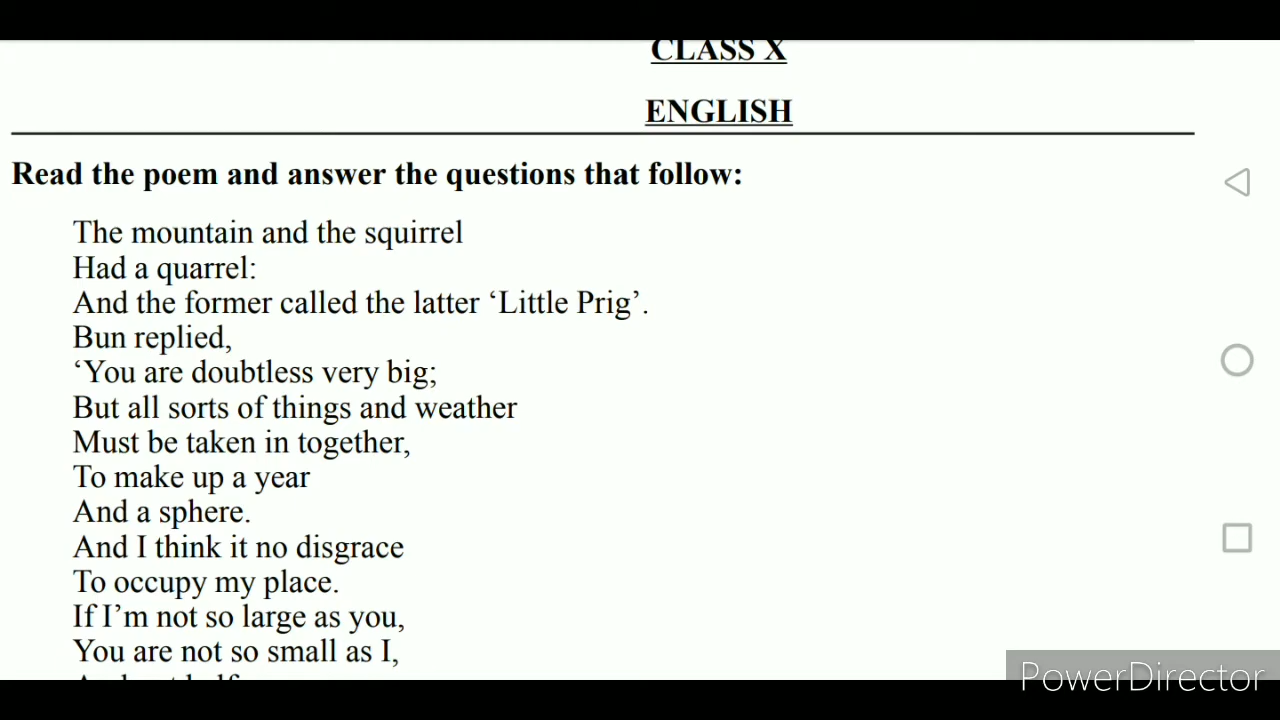 CLASS X
ENGLISH
Read the poem and answer the questions that follow:
The mountain and the squirrel
Had a quarrel:
And the former called the latter ‘Little Prig’.
Bun replied,
‘You are doubtless very big;
But all sorts of things and weather
Must be taken in together,
To make up a year
And a sphere.
And I think it no disgrace
To occupy my place.
If I’m not so large as you,
You are not so small as I,
PowerDirector